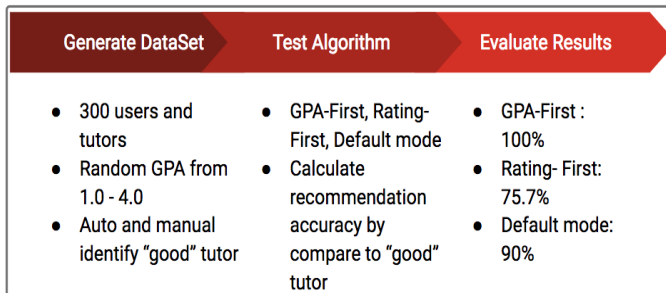 Generate DataSet
Test Algorithm
Evaluate Results
● 300 users and
tutors
● Random GPA from
1.0 - 4.0
● Auto and manual
identify “good” tutor
● GPA-First, Rating-
First, Default mode
● Calculate
recommendation
accuracy by
compare to “good”
tutor
● GPA-First :
100%
● Rating- First:
75.7%
● Default mode:
90%